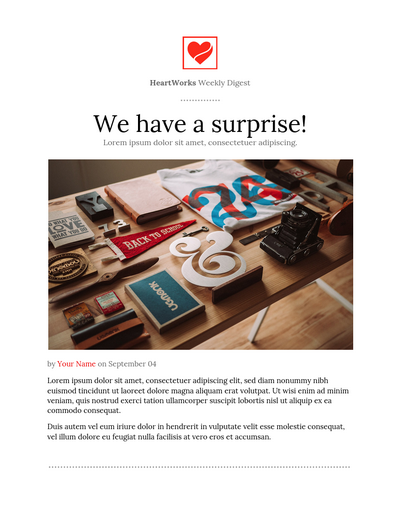 HeartWorks Weekly Digest
We have a surprise!
Lorem ipsum dolor sit amet, consectetuer adipiscing.
WHAT
YOU
LOVE
73
26
BACK TO SCHOOL
&
by Your Name on September 04
Lorem ipsum dolor sit amet, consectetuer adipiscing elit, sed diam nonummy nibh
euismod tincidunt ut laoreet dolore magna aliquam erat volutpat. Ut wisi enim ad minim
veniam, quis nostrud exerci tation ullamcorper suscipit lobortis nisl ut aliquip ex ea
commodo consequat.
Duis autem vel eum iriure dolor in hendrerit in vulputate velit esse molestie consequat,
vel illum dolore eu feugiat nulla facilisis at vero eros et accumsan.